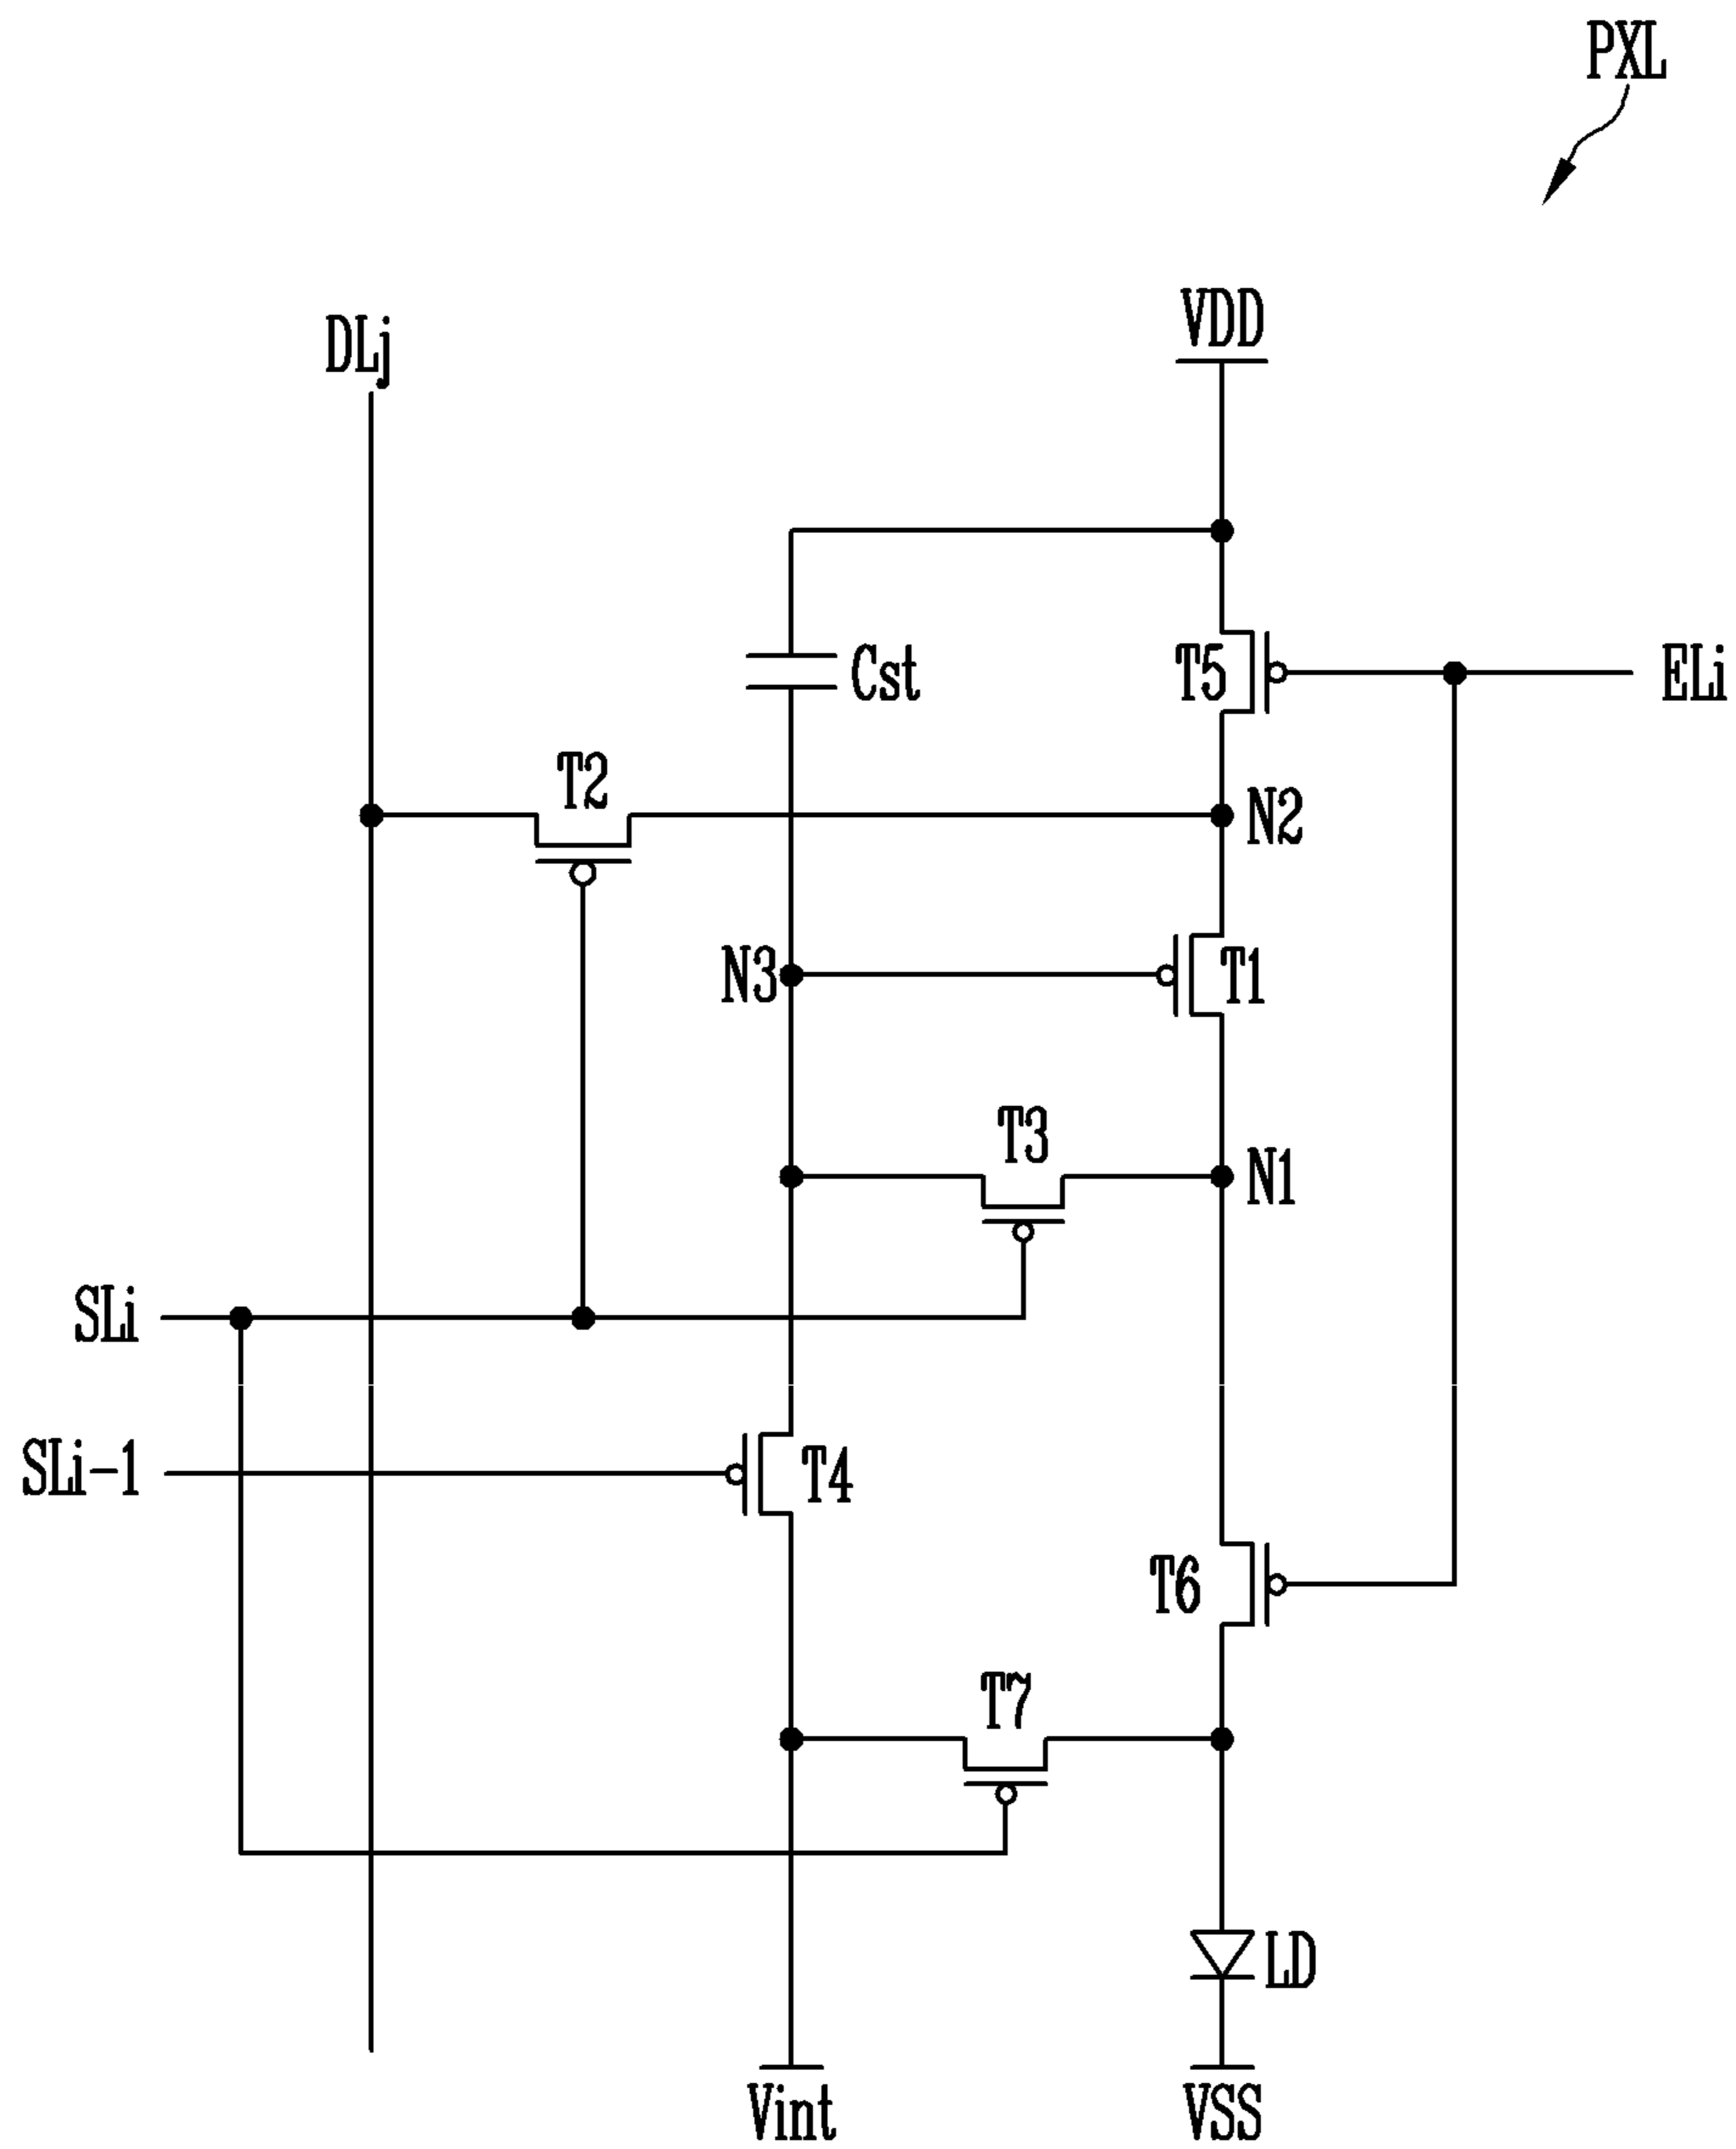 PXL
VDD
DLj
Cst
T5
ELi
T2
N2
N3
T1
T3
N1
SLi
SLi-1
T4
T6
T7
LD
Vint
VSS